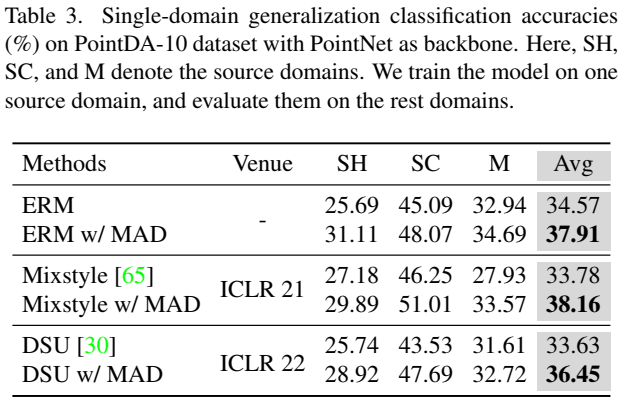 Table 3. Single-domain generalization classification accuracies
(%) on PointDA-10 dataset with PointNet as backbone. Here, SH,
SC, and M denote the source domains. We train the model on one
source domain, and evaluate them on the rest domains.
Methods Venue SH SC M Avg
ERM - 25.69 45.09 32.94 34.57
ERM w/ MAD 31.11 48.07 34.69 37.91
Mixstyle [65] ICLR 21 27.18 46.25 27.93 33.78
Mixstyle w/ MAD 29.89 51.01 33.57 38.16
DSU [30] ICLR 22 25.74 43.53 31.61 33.63
DSU w/ MAD 28.92 47.69 32.72 36.45